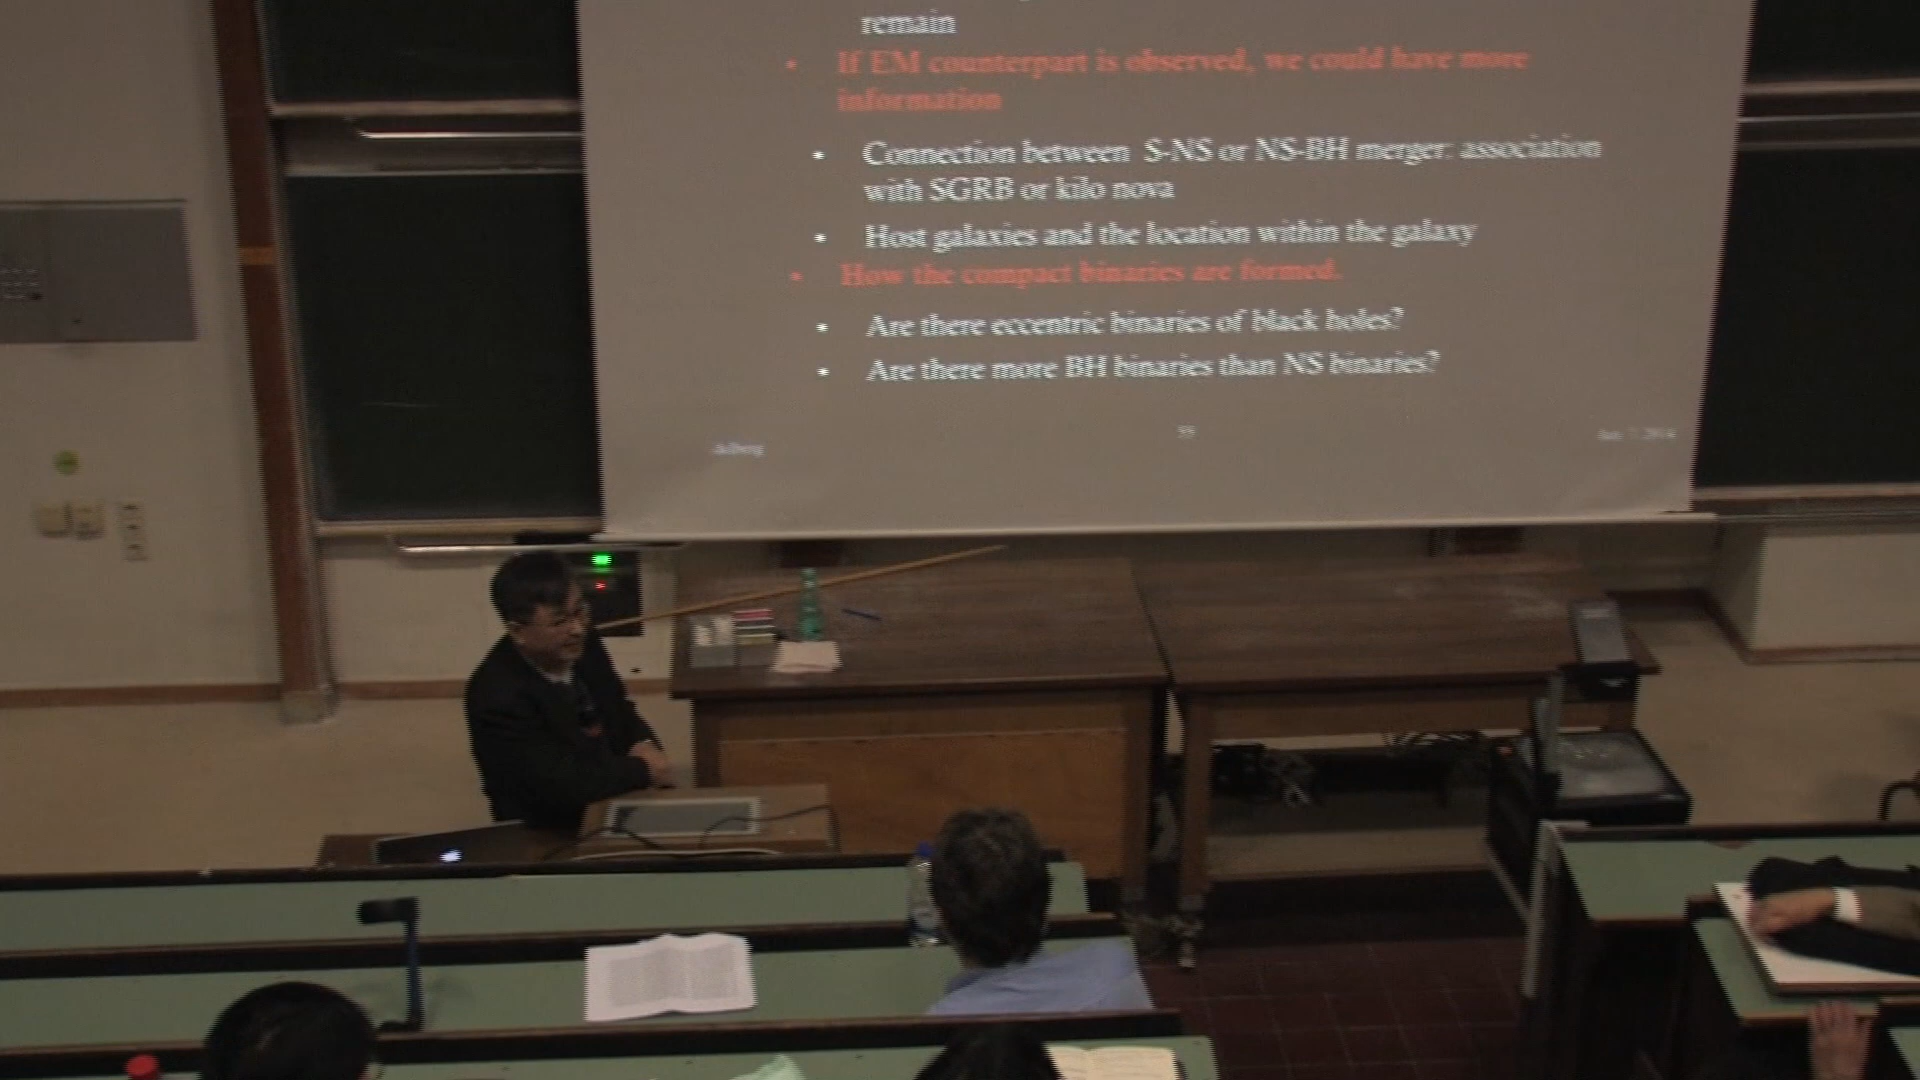 remain
• If EM counterpart is observed, we could have more
information
• Connection between S-NS or NS-BH merger: association
with SGRB or kilo nova
• Host galaxies and the location within the galaxy
• How the compact binaries are formed.
• Are there eccentric binaries of black holes?
• Are there more BH binaries than NS binaries?